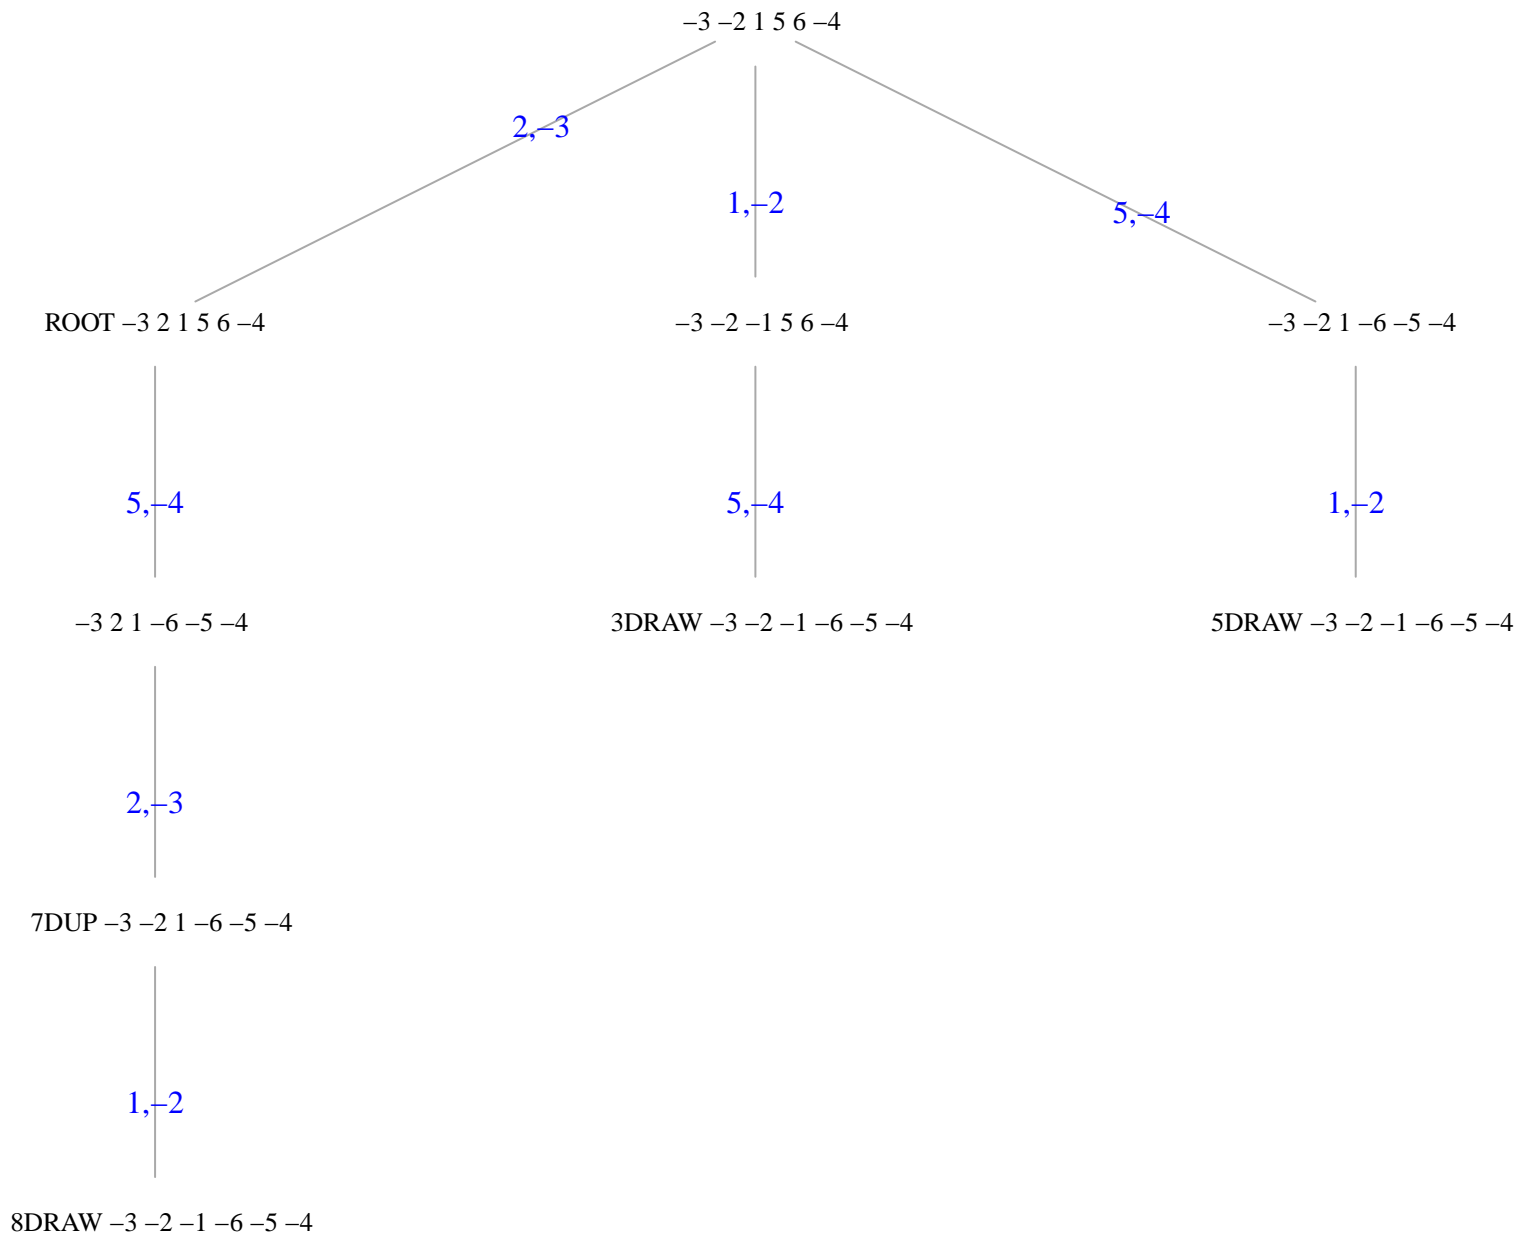 –3 –2 1 5 6 –4
2,–3
1,–2
5,–4
ROOT –3 2 1 5 6 –4
–3 –2 –1 5 6 –4
–3 –2 1 –6 –5 –4
5,–4
5,–4
1,–2
–3 2 1 –6 –5 –4
3DRAW –3 –2 –1 –6 –5 –4
5DRAW –3 –2 –1 –6 –5 –4
2,–3
7DUP –3 –2 1 –6 –5 –4
1,–2
8DRAW –3 –2 –1 –6 –5 –4